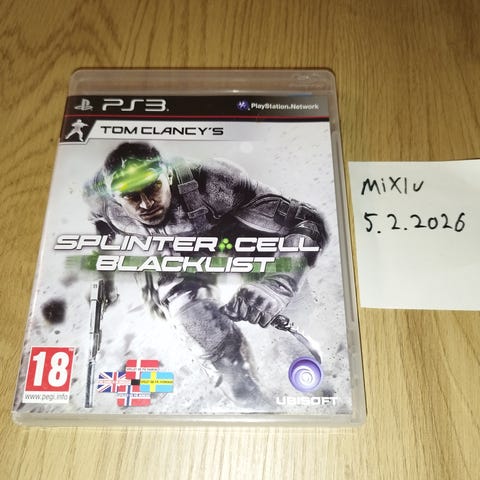 PS3
PlayStation Network
TOM CLANCY'S
SPLINTER CELL
BLACKLIST
18
www.pegi.info
UBISOFT
MiXlu
5.2.2026